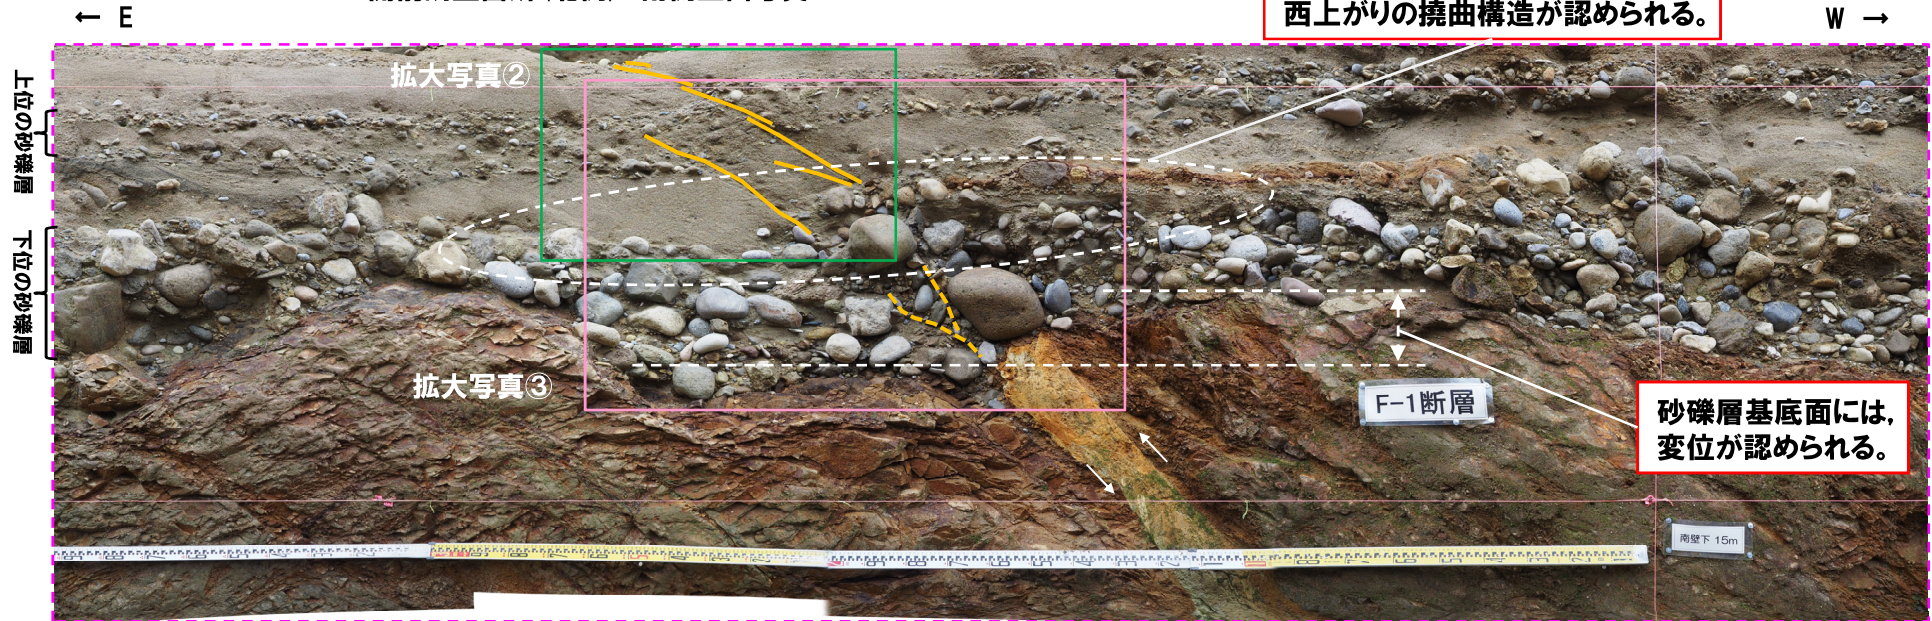 西上がりの撓曲構造が認められる。
← E
W →
拡大写真②
上位の砂礫層
下位の砂礫層
拡大写真③
F-1断層
砂礫層基底面には,
変位が認められる。
南壁下 15m